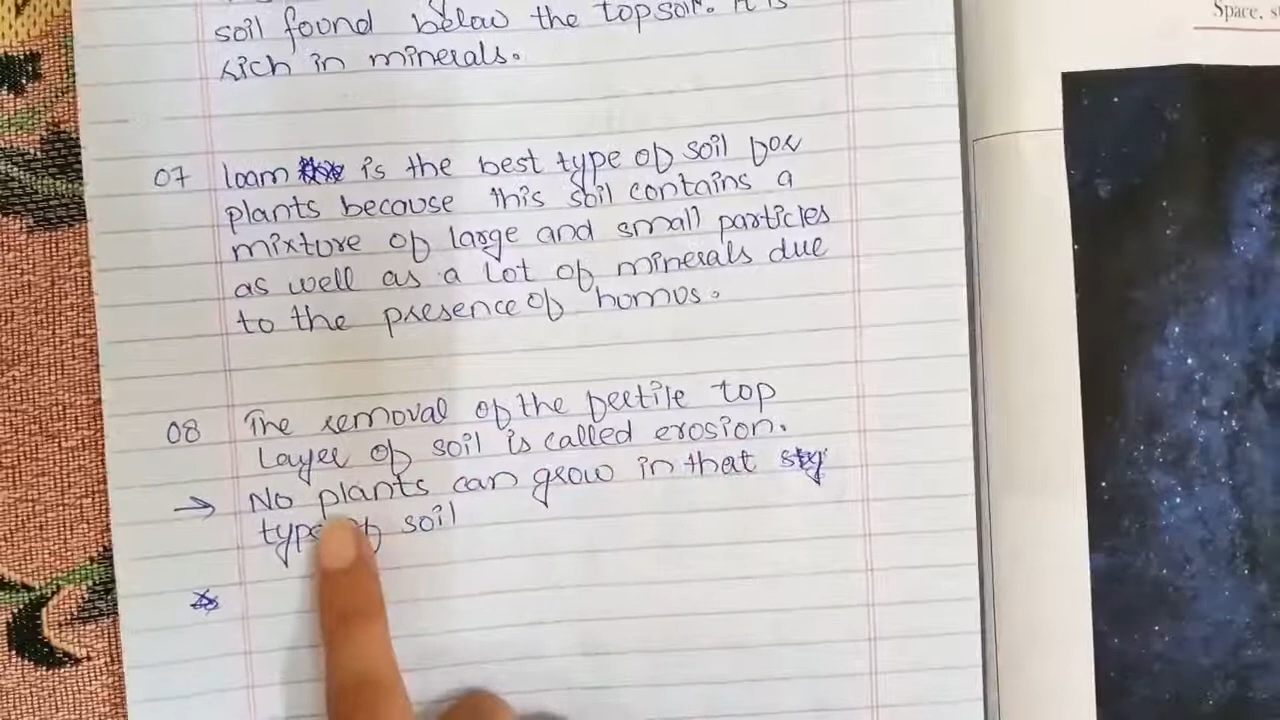 soil found below the topsoil. It is
rich in minerals.
07 loam is the best type of soil for
plants because this soil contains a
mixture of large and small particles
as well as a lot of minerals due
to the presence of homos.
08 The removal of the feetile top
layer of soil is called erosion.
→ No plants can grow in that
type of soil
Space,